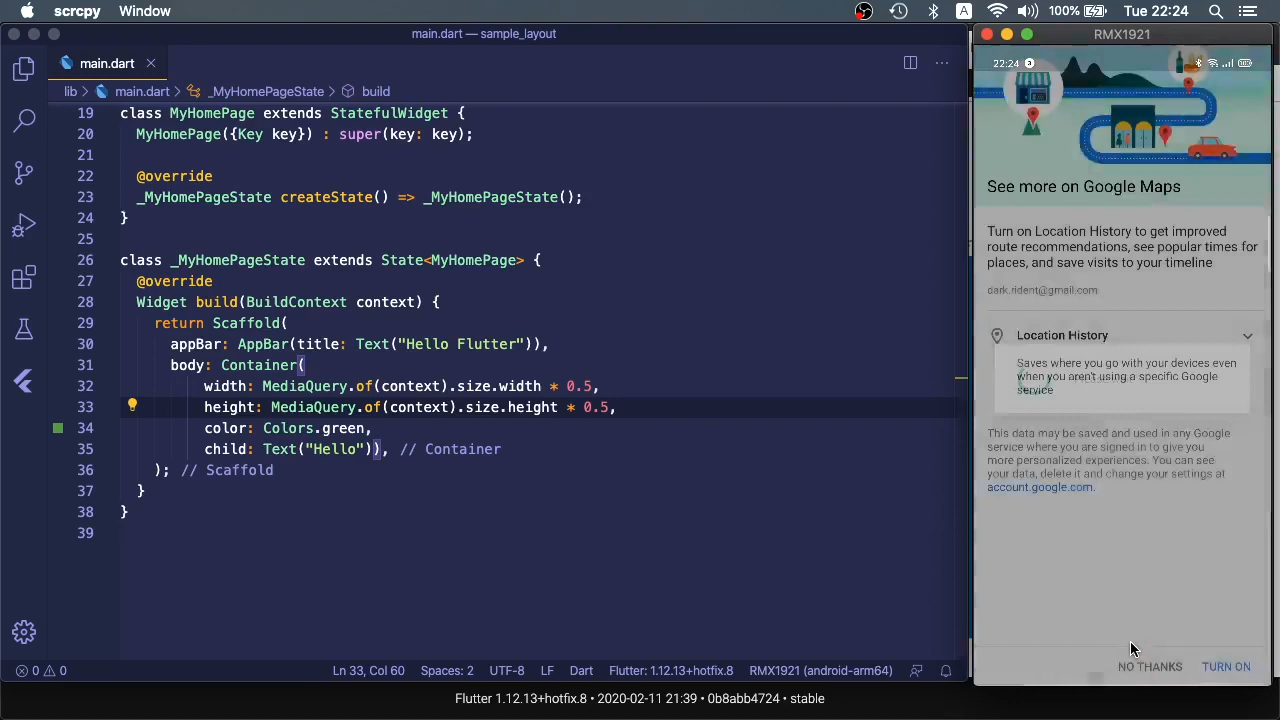 scrcpy Window
100% Tue 22:24
A
main.dart — sample_layout
main.dart
lib > main.dart > _MyHomePageState > build
19 class MyHomePage extends StatefulWidget {
20 MyHomePage({Key key}) : super(key: key);
21
22 @override
23 _MyHomePageState createState() => _MyHomePageState();
24 }
25
26 class _MyHomePageState extends State<MyHomePage> {
27 @override
28 Widget build(BuildContext context) {
29 return Scaffold(
30 appBar: AppBar(title: Text("Hello Flutter")),
31 body: Container(
32 width: MediaQuery.of(context).size.width * 0.5,
33 height: MediaQuery.of(context).size.height * 0.5,
34 color: Colors.green,
35 child: Text("Hello")), // Container
36 ); // Scaffold
37 }
38 }
39
0 0
Ln 33, Col 60
Spaces: 2
UTF-8
LF
Dart
Flutter: 1.12.13+hotfix.8
RMX1921 (android-arm64)
Flutter 1.12.13+hotfix.8 • 2020-02-11 21:39 • 0b8abb4724 • stable
RMX1921
22:24
See more on Google Maps
Turn on Location History to get improved
route recommendations, see popular times for
places, and save visits to your timeline
dark.rident@gmail.com
Location History
Saves where you go with your devices even
when you aren't using a specific Google
service
This data may be saved and used in any Google
service where you are signed in to give you
more personalized experiences. You can see
your data, delete it and change your settings at
account.google.com.
NO THANKS TURN ON